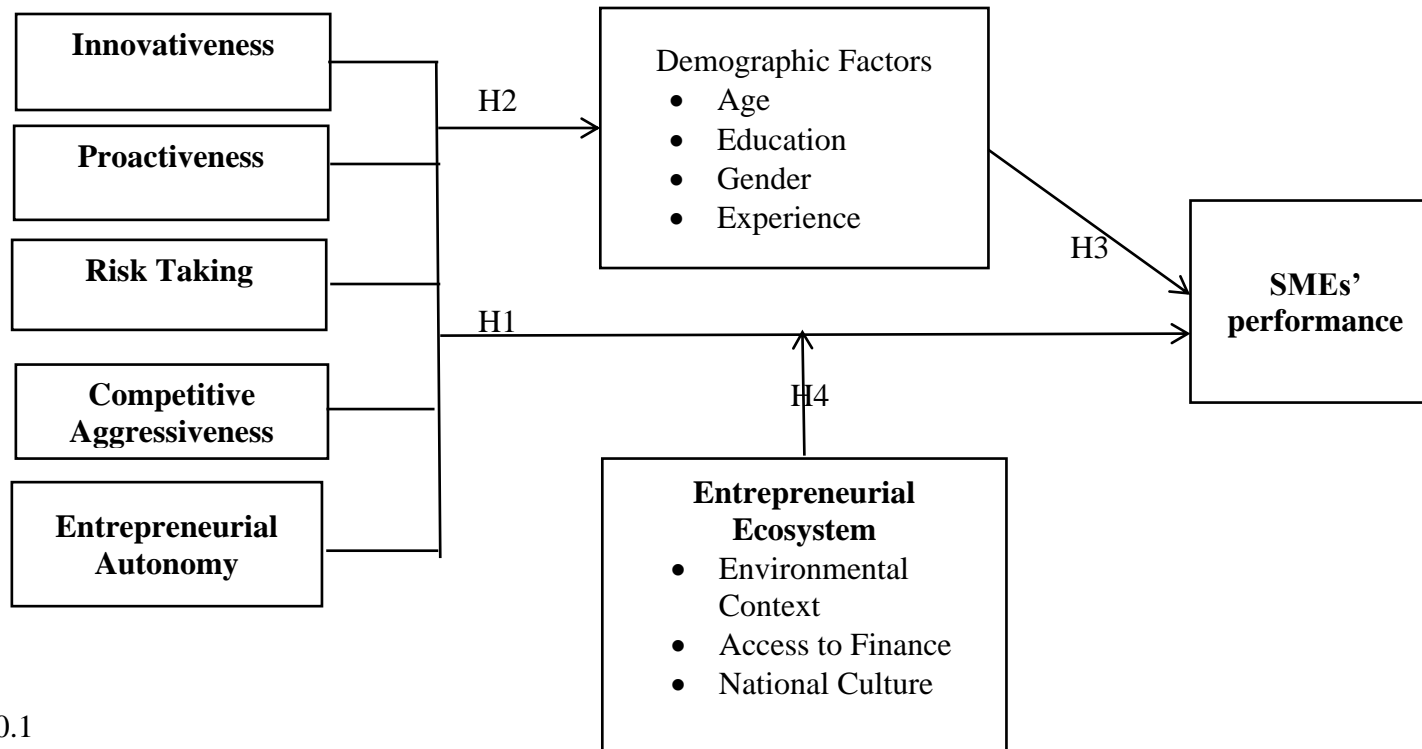 Innovativeness
Proactiveness
Risk Taking
Competitive
Aggressiveness
Entrepreneurial
Autonomy
H2
H1
Demographic Factors
• Age
• Education
• Gender
• Experience
H3
H4
SMEs’
performance
Entrepreneurial
Ecosystem
• Environmental
Context
• Access to Finance
• National Culture
0.1